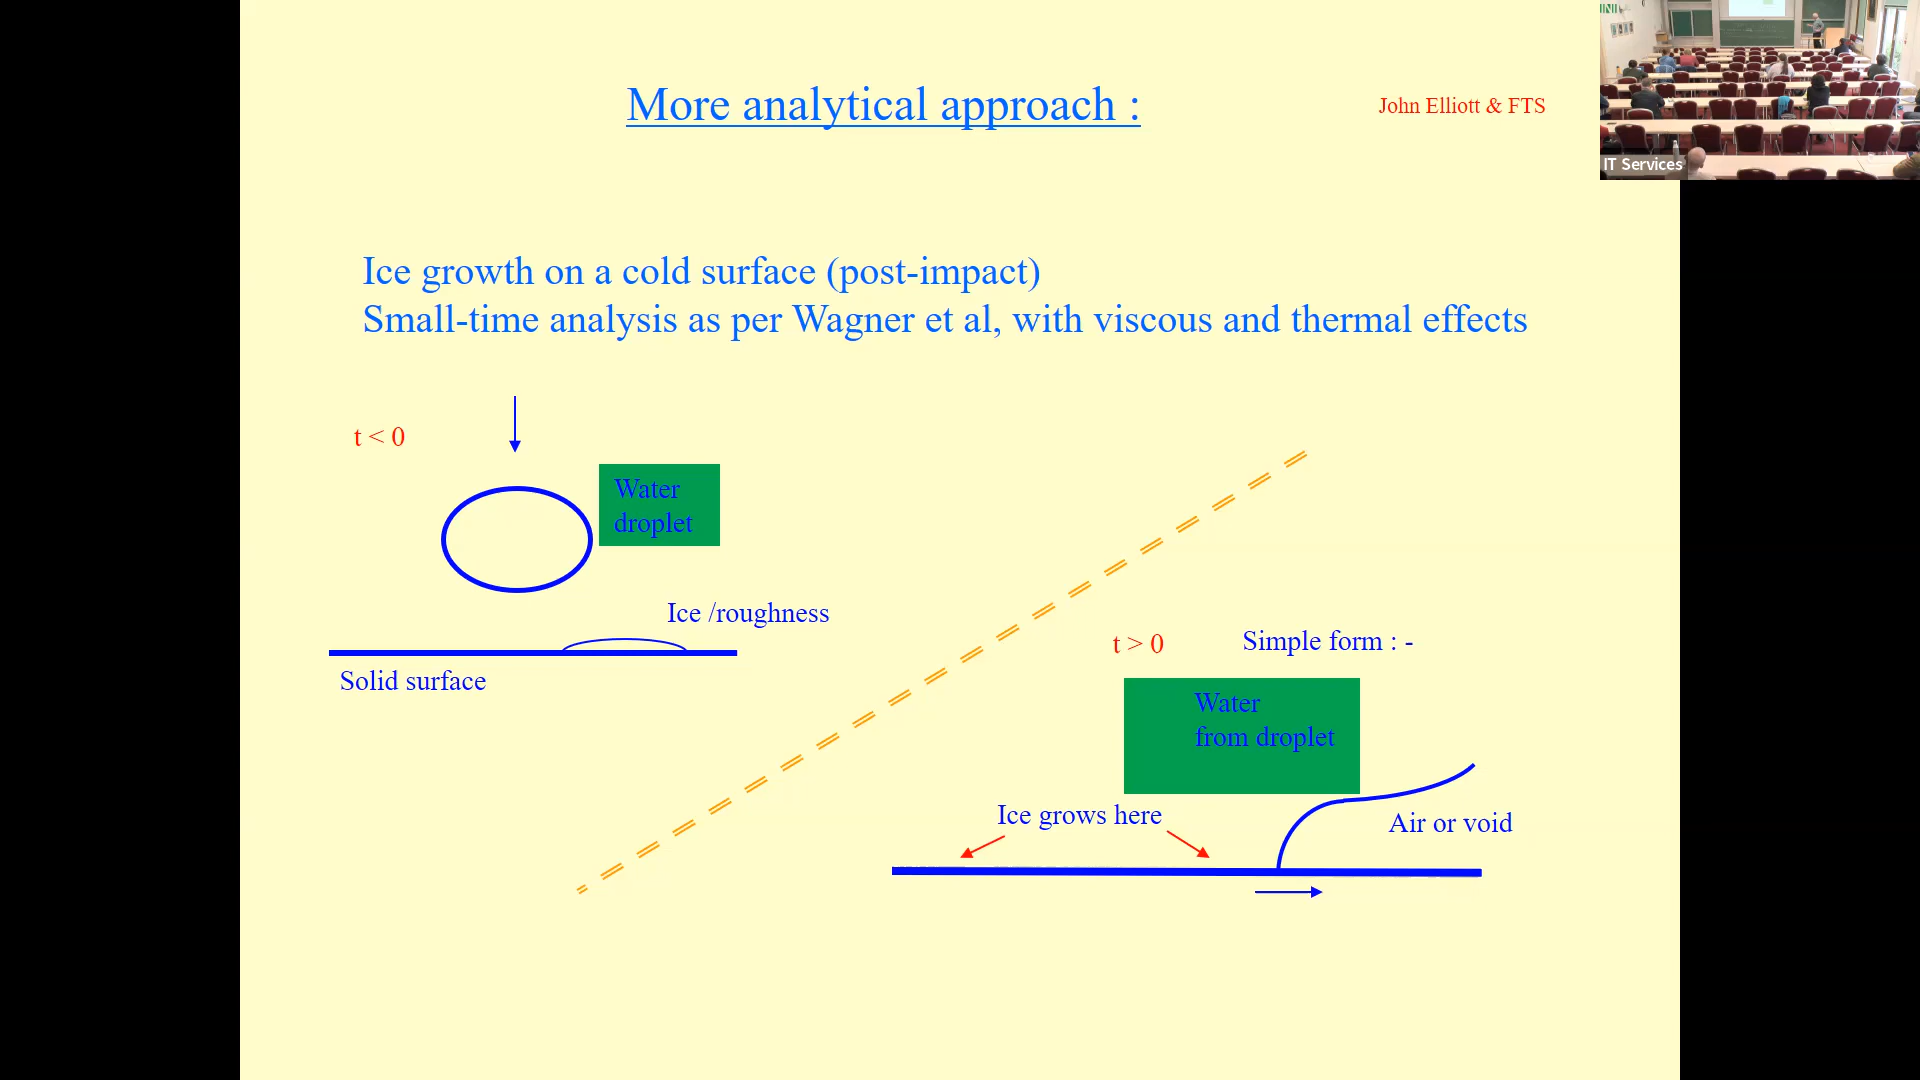 More analytical approach :
John Elliott & FTS
IT Services
Ice growth on a cold surface (post-impact)
Small-time analysis as per Wagner et al, with viscous and thermal effects
t < 0
Water
droplet
Ice /roughness
Solid surface
t > 0
Simple form : -
Water
from droplet
Ice grows here
Air or void